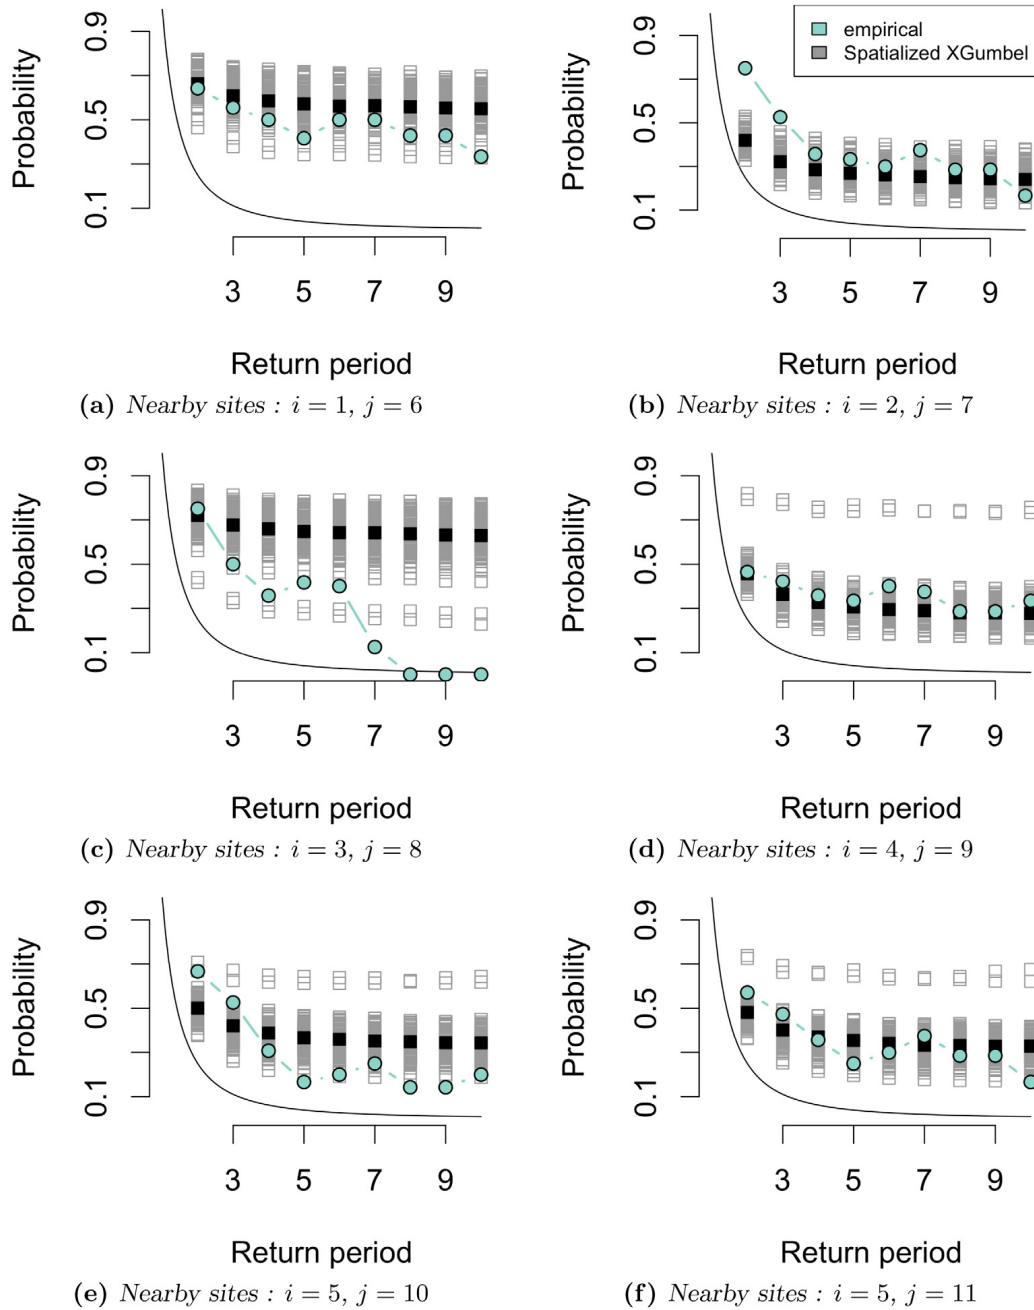 Probability
0.9
0.5
0.1
3 5 7 9
Return period
(a) Nearby sites : i = 1, j = 6
empirical
Spatialized XGumbel
Probability
0.9
0.5
0.1
3 5 7 9
Return period
(b) Nearby sites : i = 2, j = 7
Probability
0.9
0.5
0.1
3 5 7 9
Return period
(c) Nearby sites : i = 3, j = 8
Probability
0.9
0.5
0.1
3 5 7 9
Return period
(d) Nearby sites : i = 4, j = 9
Probability
0.9
0.5
0.1
3 5 7 9
Return period
(e) Nearby sites : i = 5, j = 10
Probability
0.9
0.5
0.1
3 5 7 9
Return period
(f) Nearby sites : i = 5, j = 11